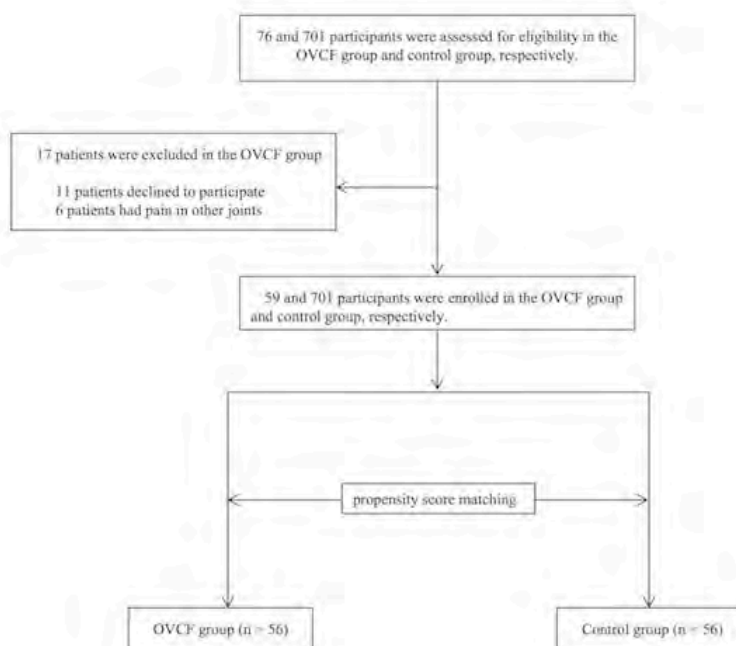 76 and 701 participants were assessed for eligibility in the
OVCF group and control group, respectively.
17 patients were excluded in the OVCF group
11 patients declined to participate
6 patients had pain in other joints
59 and 701 participants were enrolled in the OVCF group
and control group, respectively.
propensity score matching
OVCF group (n = 56)
Control group (n = 56)